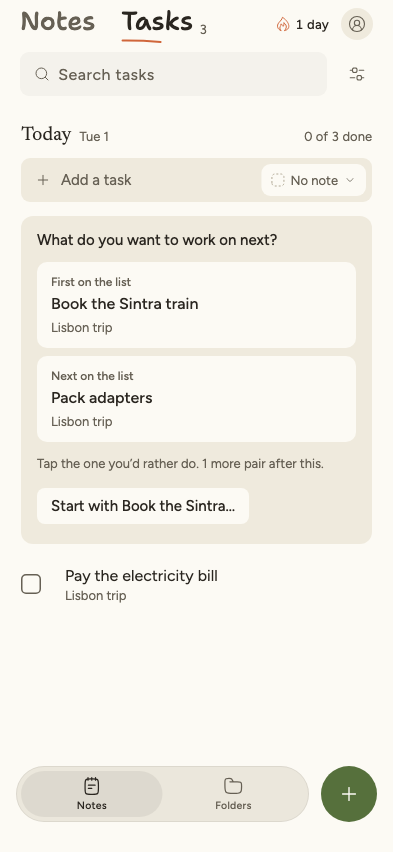 Notes Tasks 3 1 day
Search tasks
Today Tue 1 0 of 3 done
Add a task No note
What do you want to work on next?
First on the list
Book the Sintra train
Lisbon trip
Next on the list
Pack adapters
Lisbon trip
Tap the one you’d rather do. 1 more pair after this.
Start with Book the Sintra…
Pay the electricity bill
Lisbon trip
Notes Folders